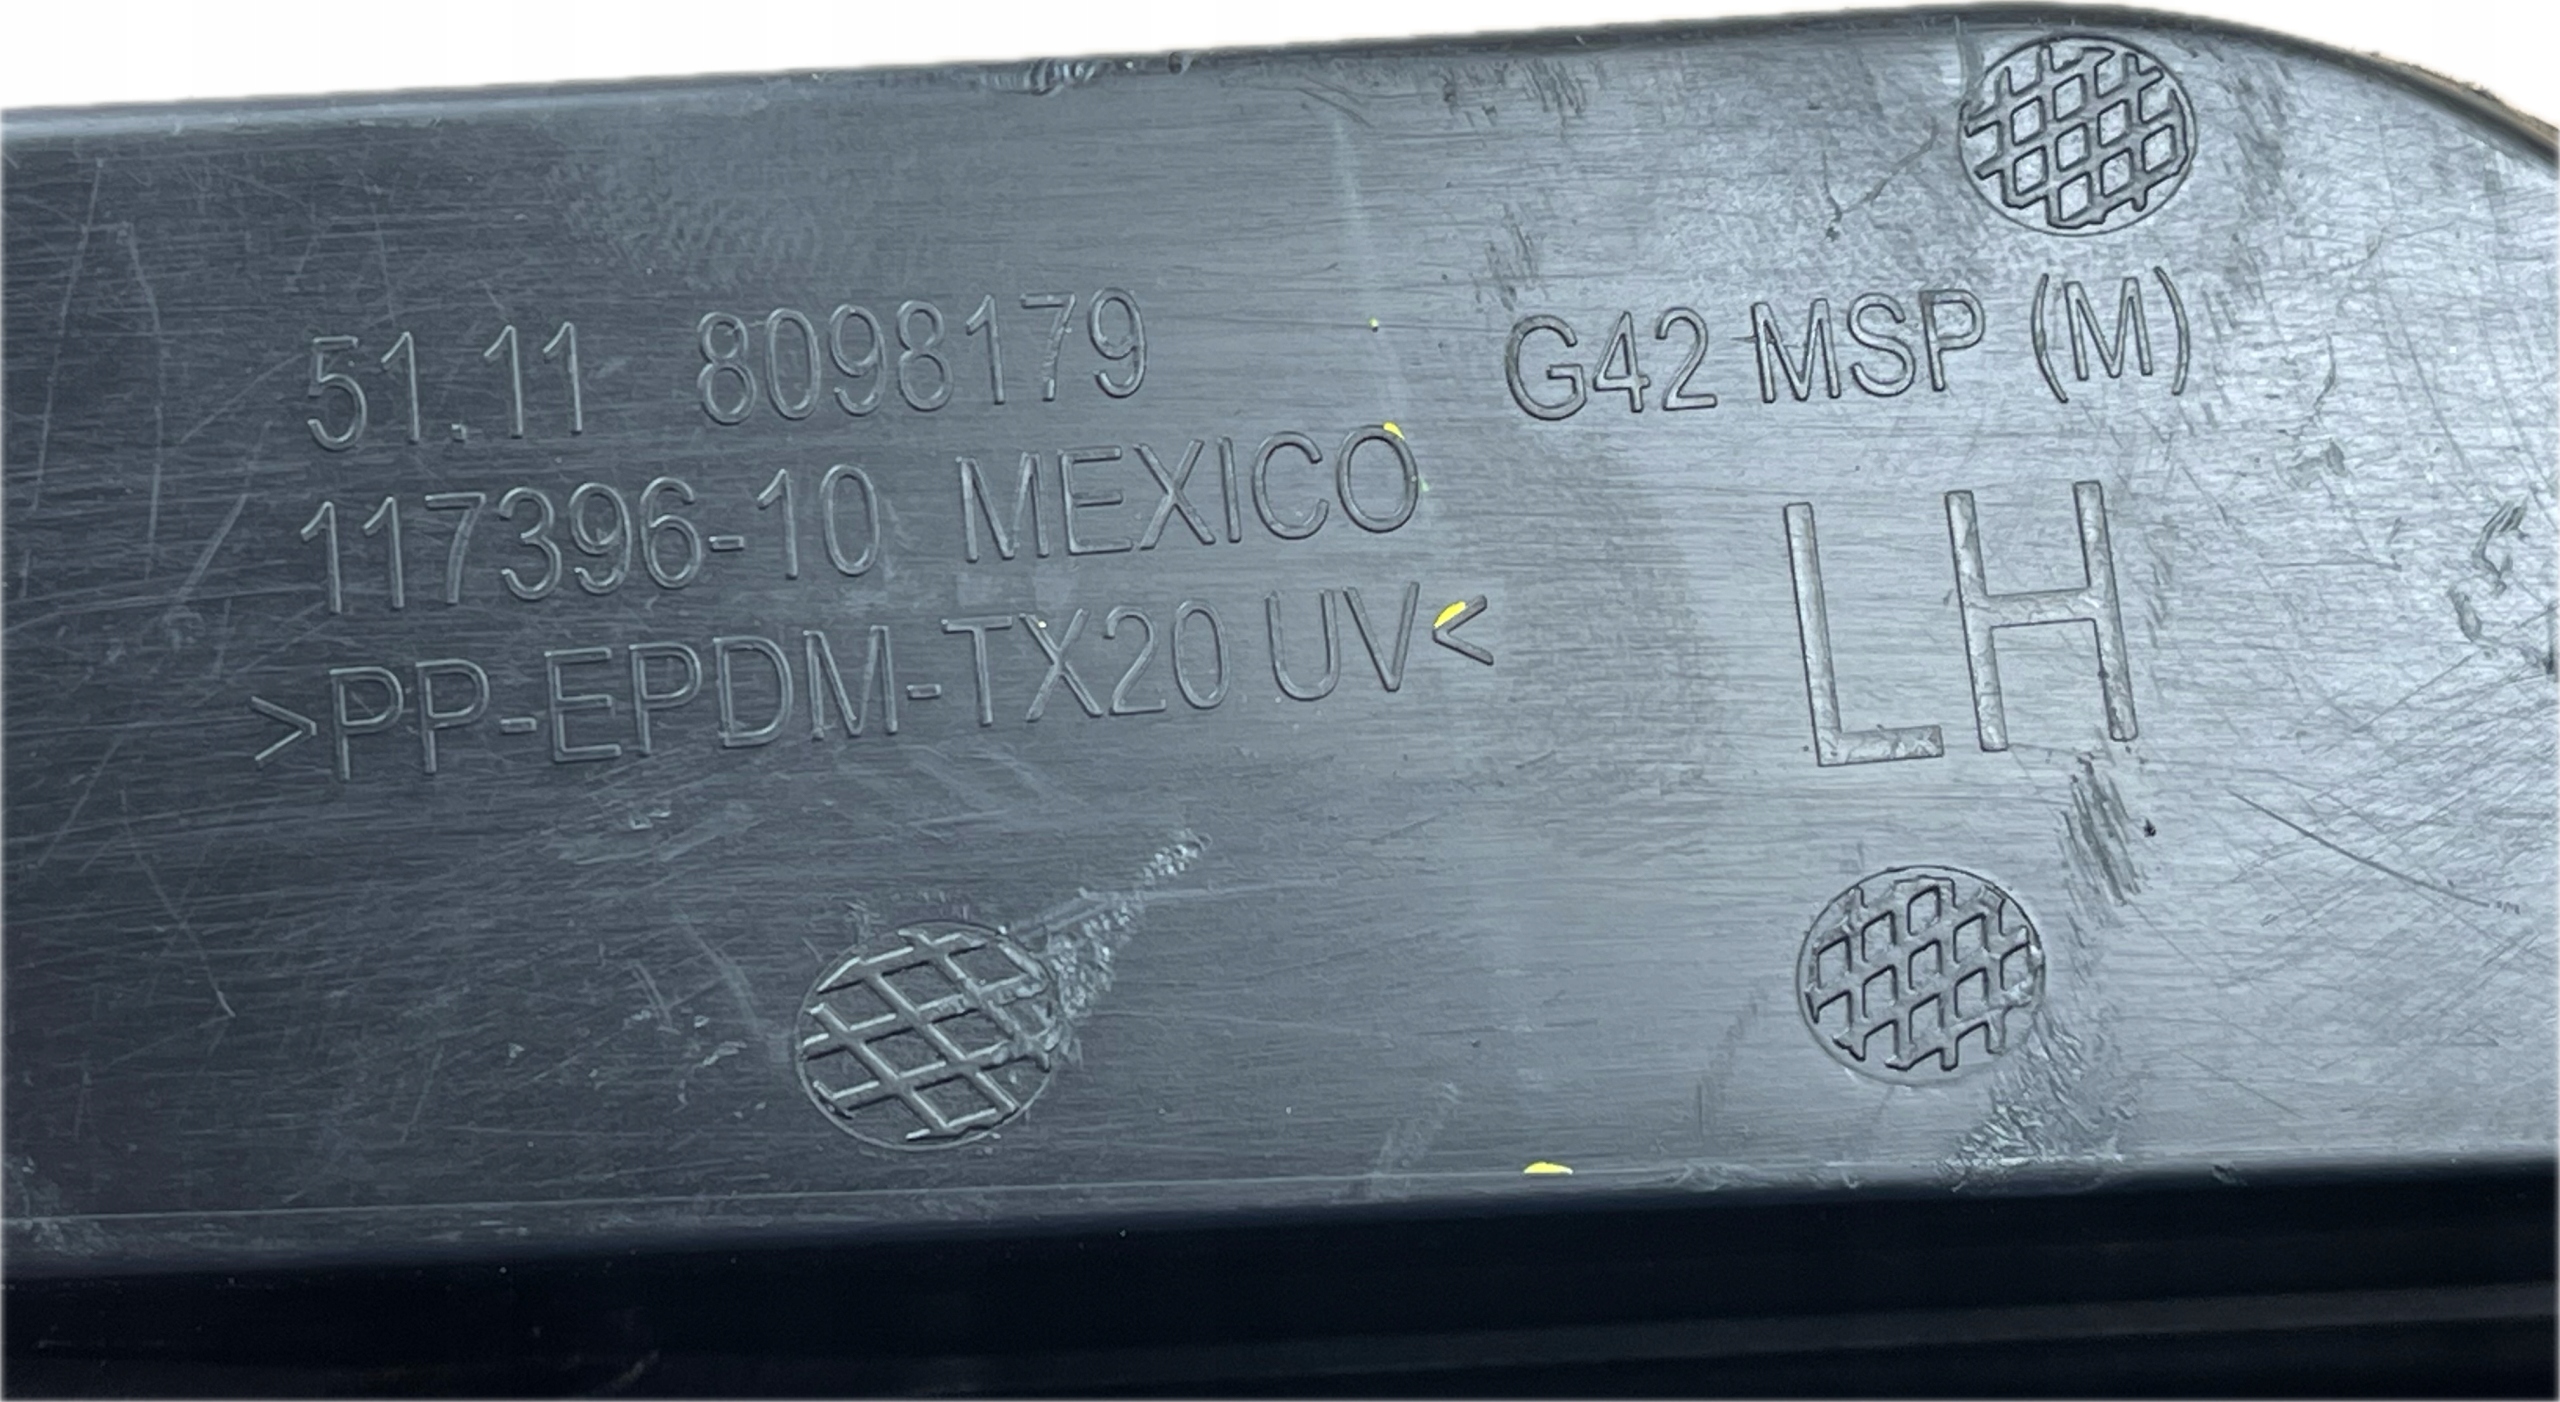 51.11 8098179
117396-10 MEXICO
>PP-EPDM-TX20 UV<
G42 MSP (M)
LH